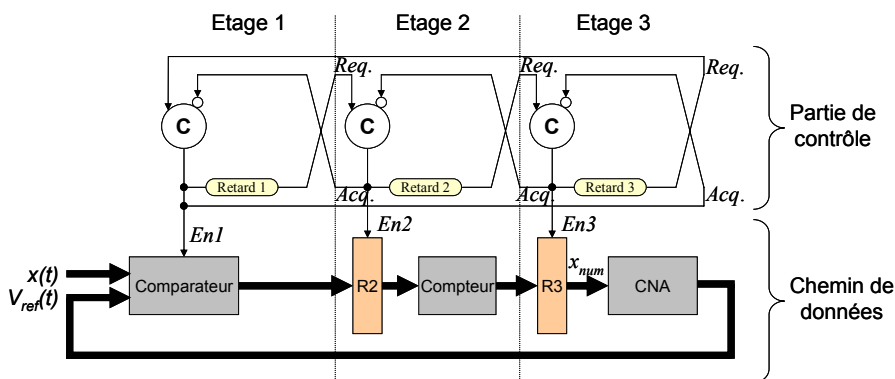 Etage 1
Etage 2
Etage 3
Req.
Req.
Req.
C
C
C
Partie de
contrôle
Retard 1
Retard 2
Retard 3
Acq.
Acq.
Acq.
En1
En2
En3
x(t)
Vref(t)
Comparateur
R2
Compteur
R3
xnum
CNA
Chemin de
données